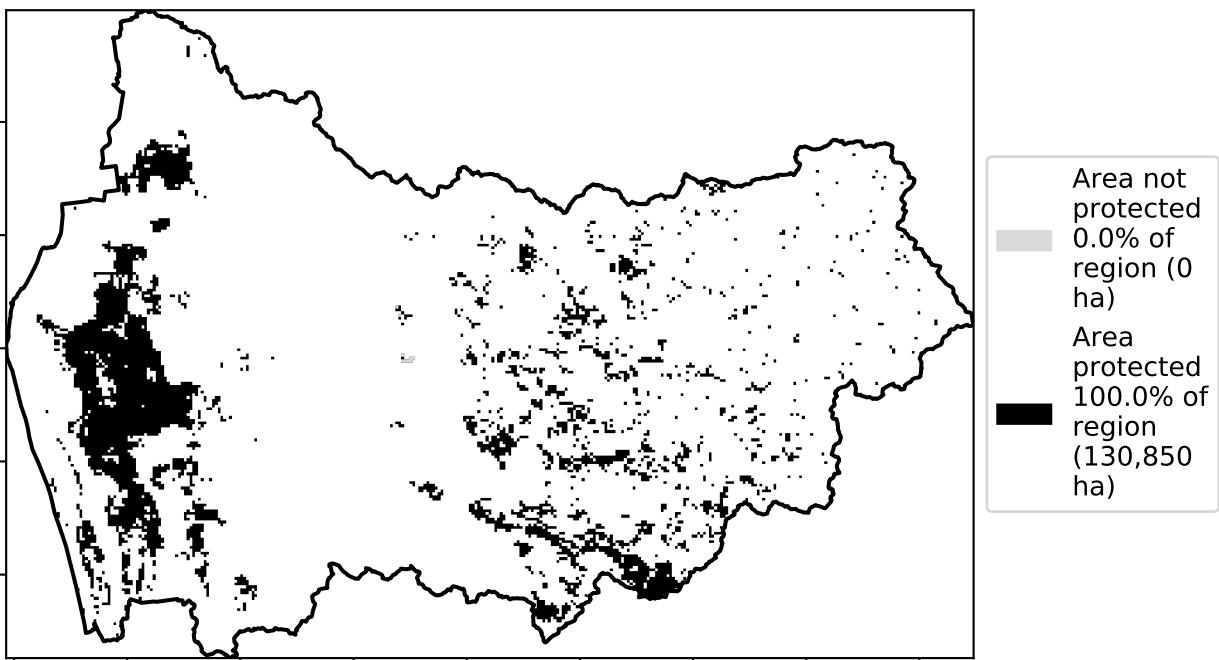 Area not
protected
0.0% of
region (0
ha)
Area
protected
100.0% of
region
(130,850
ha)